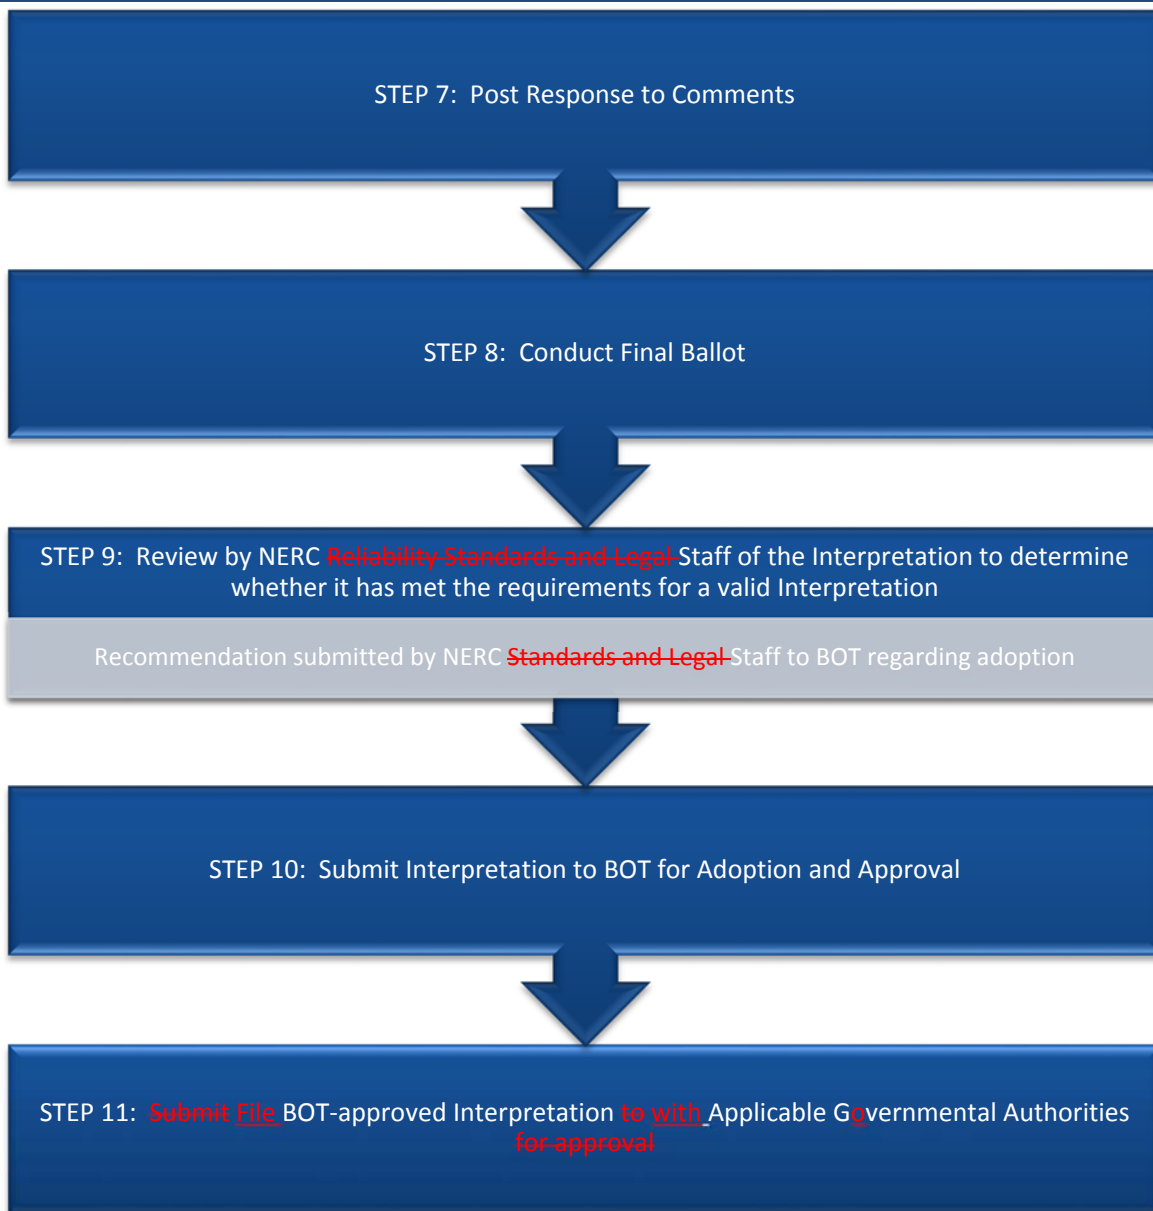 STEP 7: Post Response to Comments
STEP 8: Conduct Final Ballot
STEP 9: Review by NERC Reliability Standards and Legal Staff of the Interpretation to determine
whether it has met the requirements for a valid Interpretation
Recommendation submitted by NERC Standards and Legal Staff to BOT regarding adoption
STEP 10: Submit Interpretation to BOT for Adoption and Approval
STEP 11: Submit File BOT-approved Interpretation to with Applicable Governmental Authorities
for approval